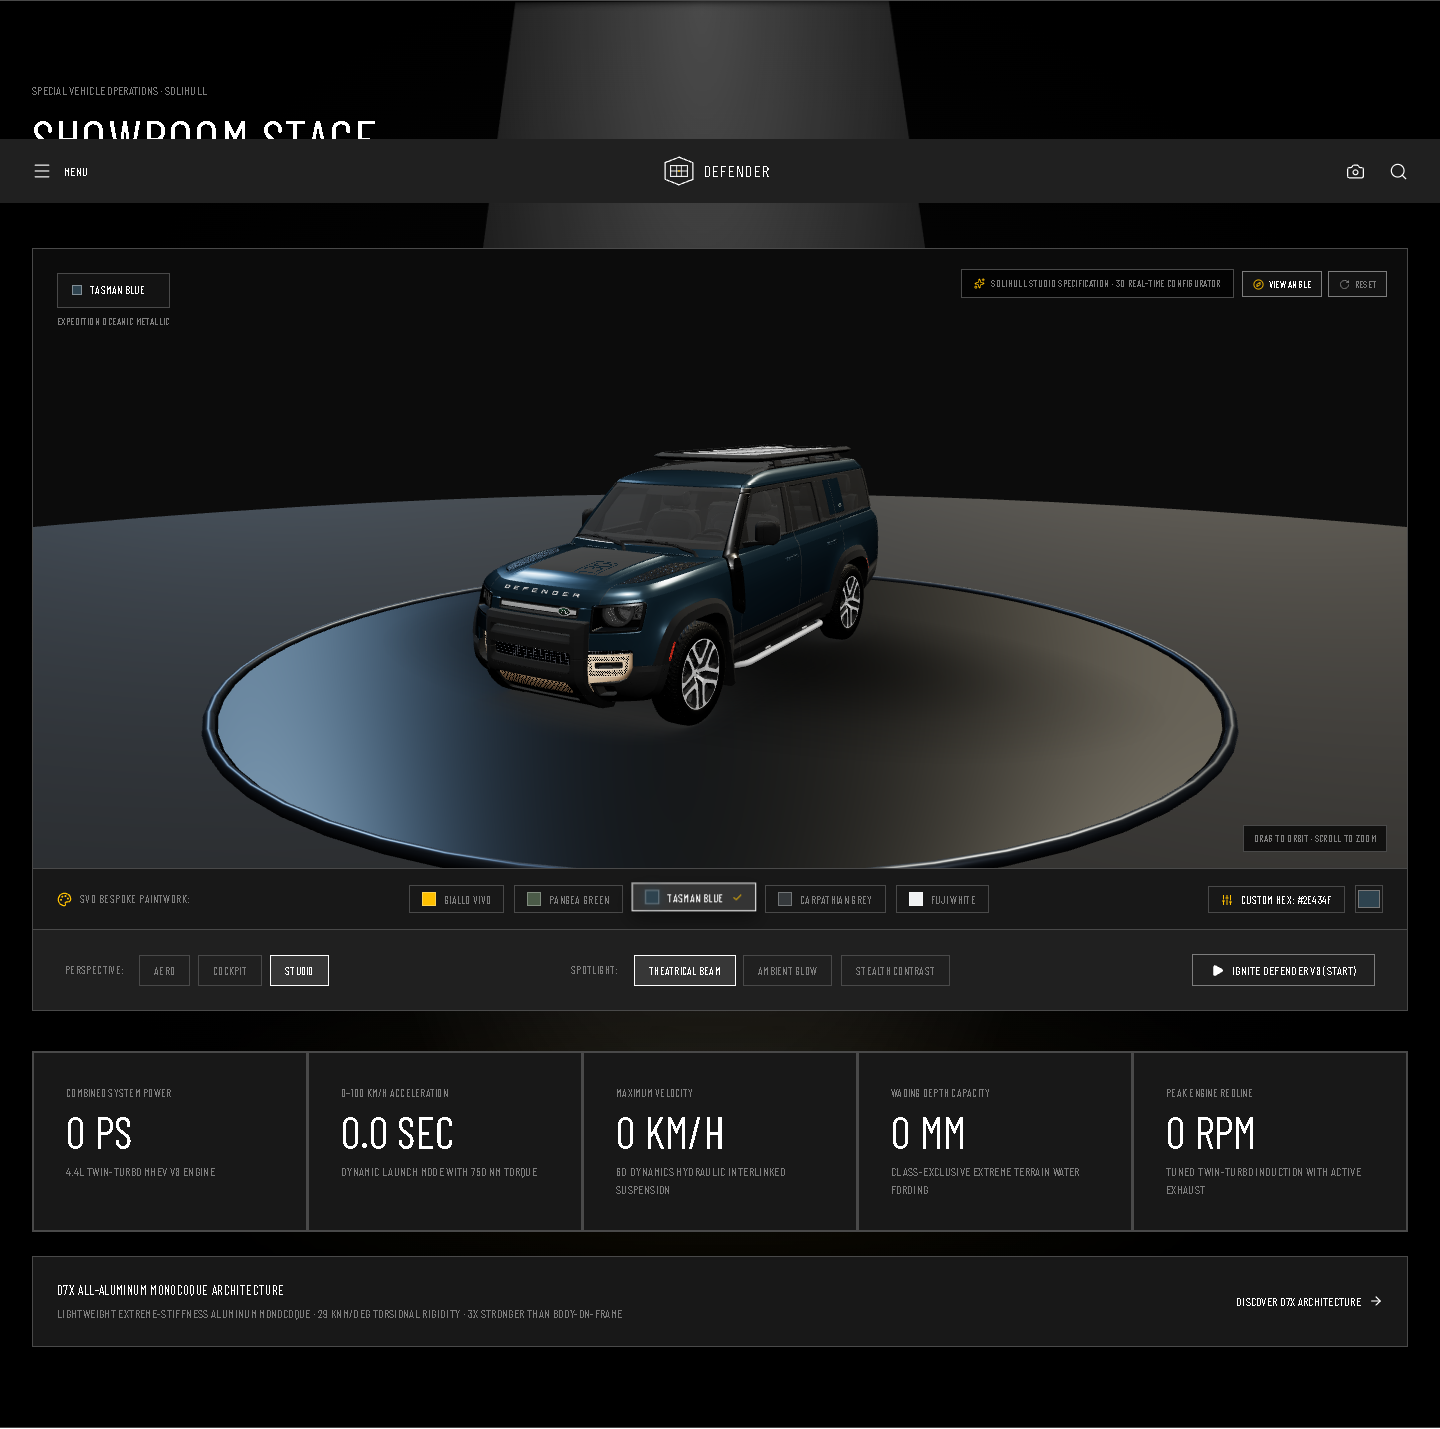 SPECIAL VEHICLE OPERATIONS · SOLIHULL
SHOWROOM STAGE
MENU
DEFENDER
TASMAN BLUE
EXPEDITION OCEANIC METALLIC
SOLIHULL STUDIO SPECIFICATION · 3D REAL-TIME CONFIGURATOR
VIEW ANGLE
RESET
DEFENDER
DRAG TO ORBIT · SCROLL TO ZOOM
SVO BESPOKE PAINTWORK:
GIALLO VIVO
PANGEA GREEN
TASMAN BLUE
CARPATHIAN GREY
FUJI WHITE
CUSTOM HEX: #2E434F
PERSPECTIVE:
AERO
COCKPIT
STUDIO
SPOTLIGHT:
THEATRICAL BEAM
AMBIENT GLOW
STEALTH CONTRAST
IGNITE DEFENDER V8 (START)
COMBINED SYSTEM POWER
0 PS
4.4L TWIN-TURBO MHEV V8 ENGINE
0-100 KM/H ACCELERATION
0.0 SEC
DYNAMIC LAUNCH MODE WITH 750 NM TORQUE
MAXIMUM VELOCITY
0 KM/H
6D DYNAMICS HYDRAULIC INTERLINKED
SUSPENSION
WADING DEPTH CAPACITY
0 MM
CLASS-EXCLUSIVE EXTREME TERRAIN WATER
FORDING
PEAK ENGINE REDLINE
0 RPM
TUNED TWIN-TURBO INDUCTION WITH ACTIVE
EXHAUST
D7X ALL-ALUMINUM MONOCOQUE ARCHITECTURE
LIGHTWEIGHT EXTREME-STIFFNESS ALUMINUM MONOCOQUE · 29 KNM/DEG TORSIONAL RIGIDITY · 3X STRONGER THAN BODY-ON-FRAME
DISCOVER D7X ARCHITECTURE